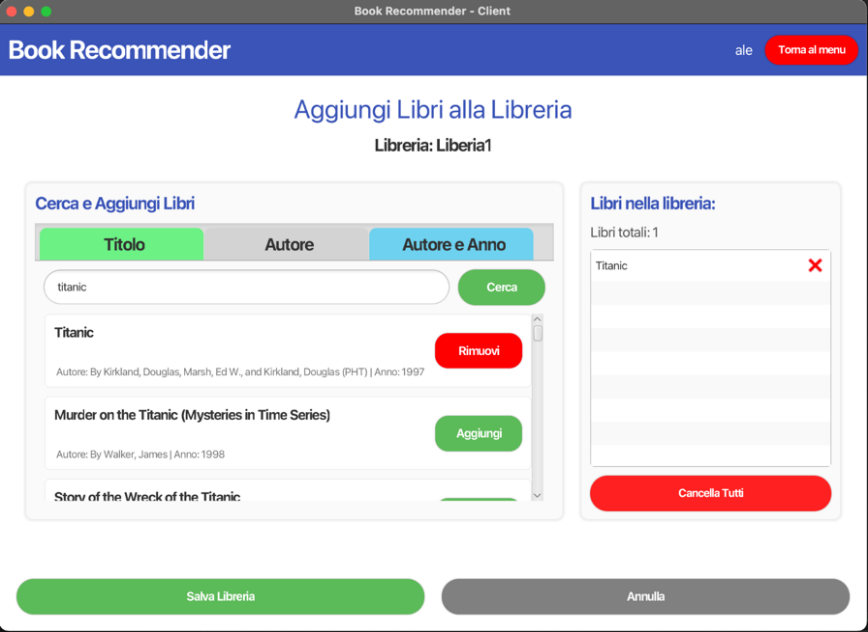 Book Recommender - Client
Book Recommender
ale
Torna al menu
Aggiungi Libri alla Libreria
Libreria: Liberia1
Cerca e Aggiungi Libri
Titolo
Autore
Autore e Anno
titanic
Cerca
Titanic
Rimuovi
Autore: By Kirkland, Douglas, Marsh, Ed W., and Kirkland, Douglas (PHT) | Anno: 1997
Murder on the Titanic (Mysteries in Time Series)
Aggiungi
Autore: By Walker, James | Anno: 1998
Story of the Wreck of the Titanic
Libri nella libreria:
Libri totali: 1
Titanic
Cancella Tutti
Salva Libreria
Annulla